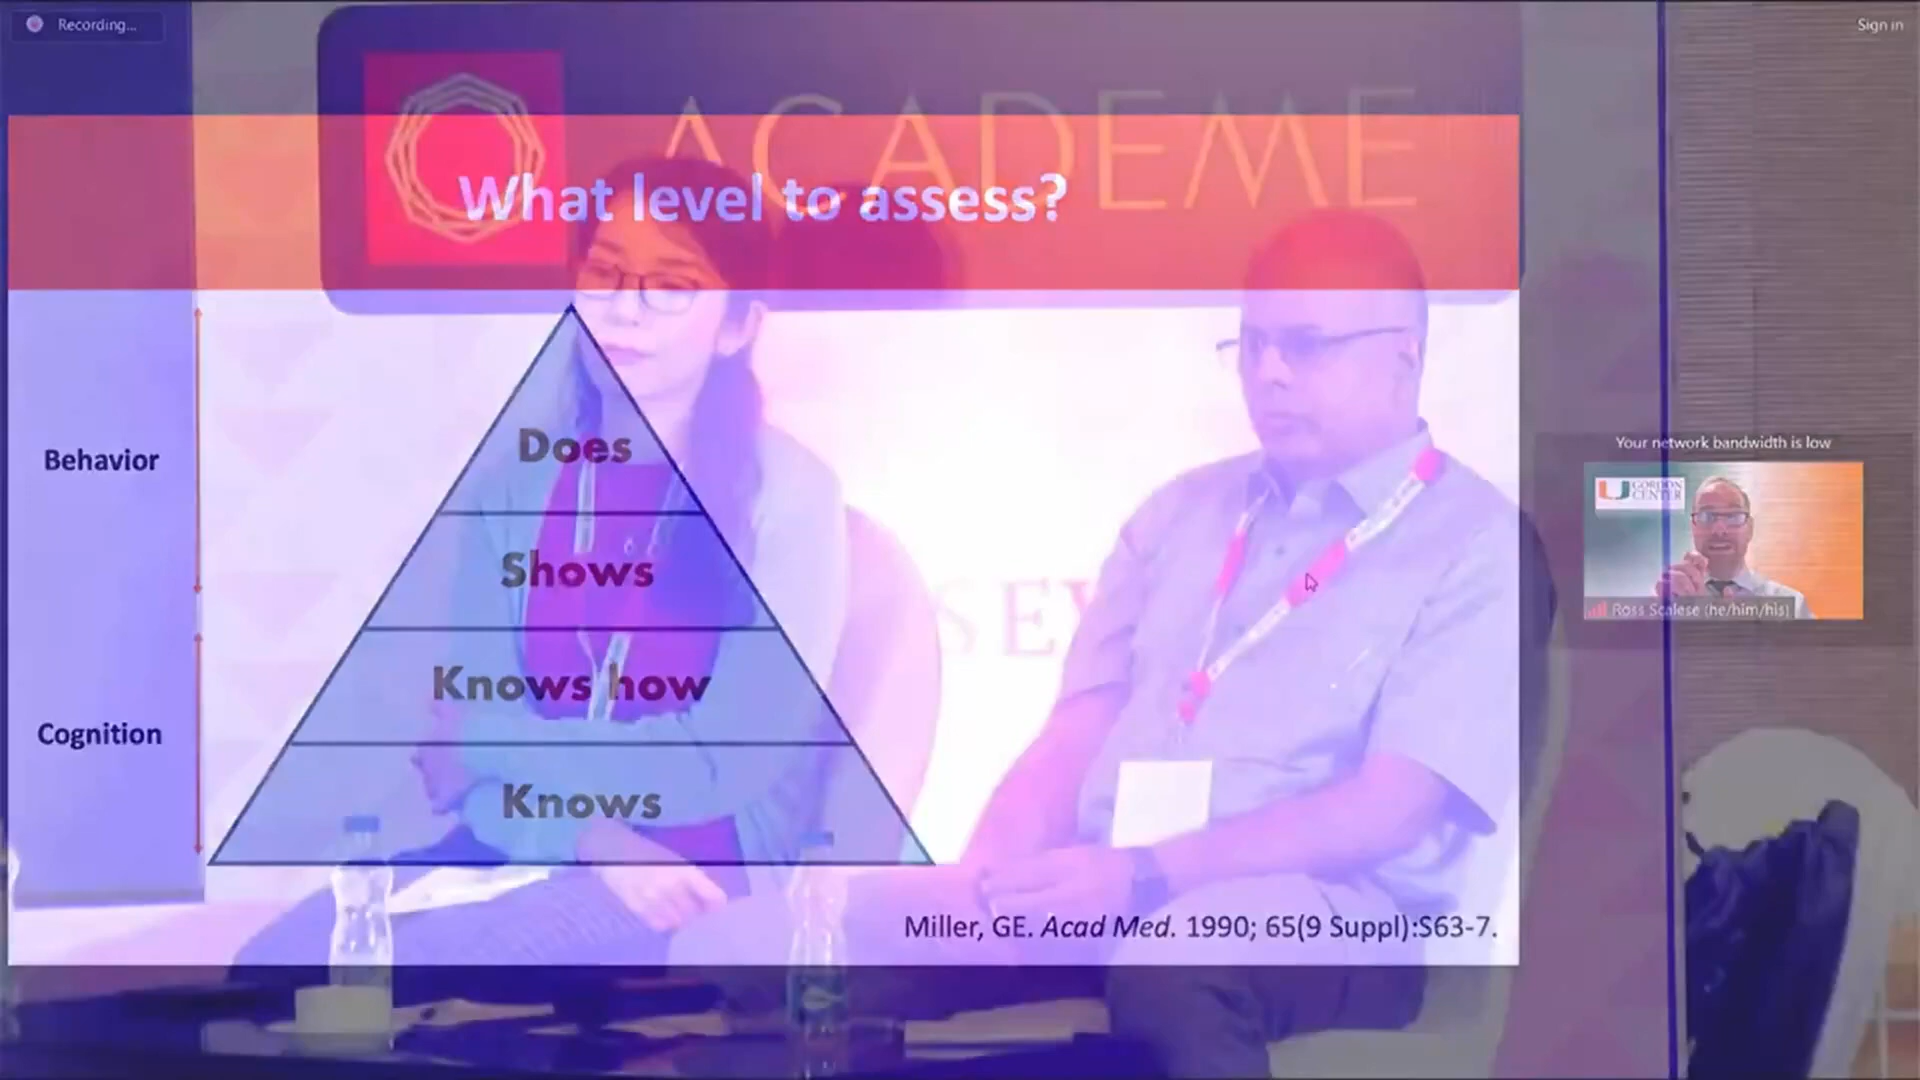 Recording...
Sign in
ACADEME
What level to assess?
Behavior
Does
Shows
Your network bandwidth is low
GORDON
CENTER
Ross Scalese (he/him/his)
Knows how
Cognition
Knows
Miller, GE. Acad Med. 1990; 65(9 Suppl):S63-7.